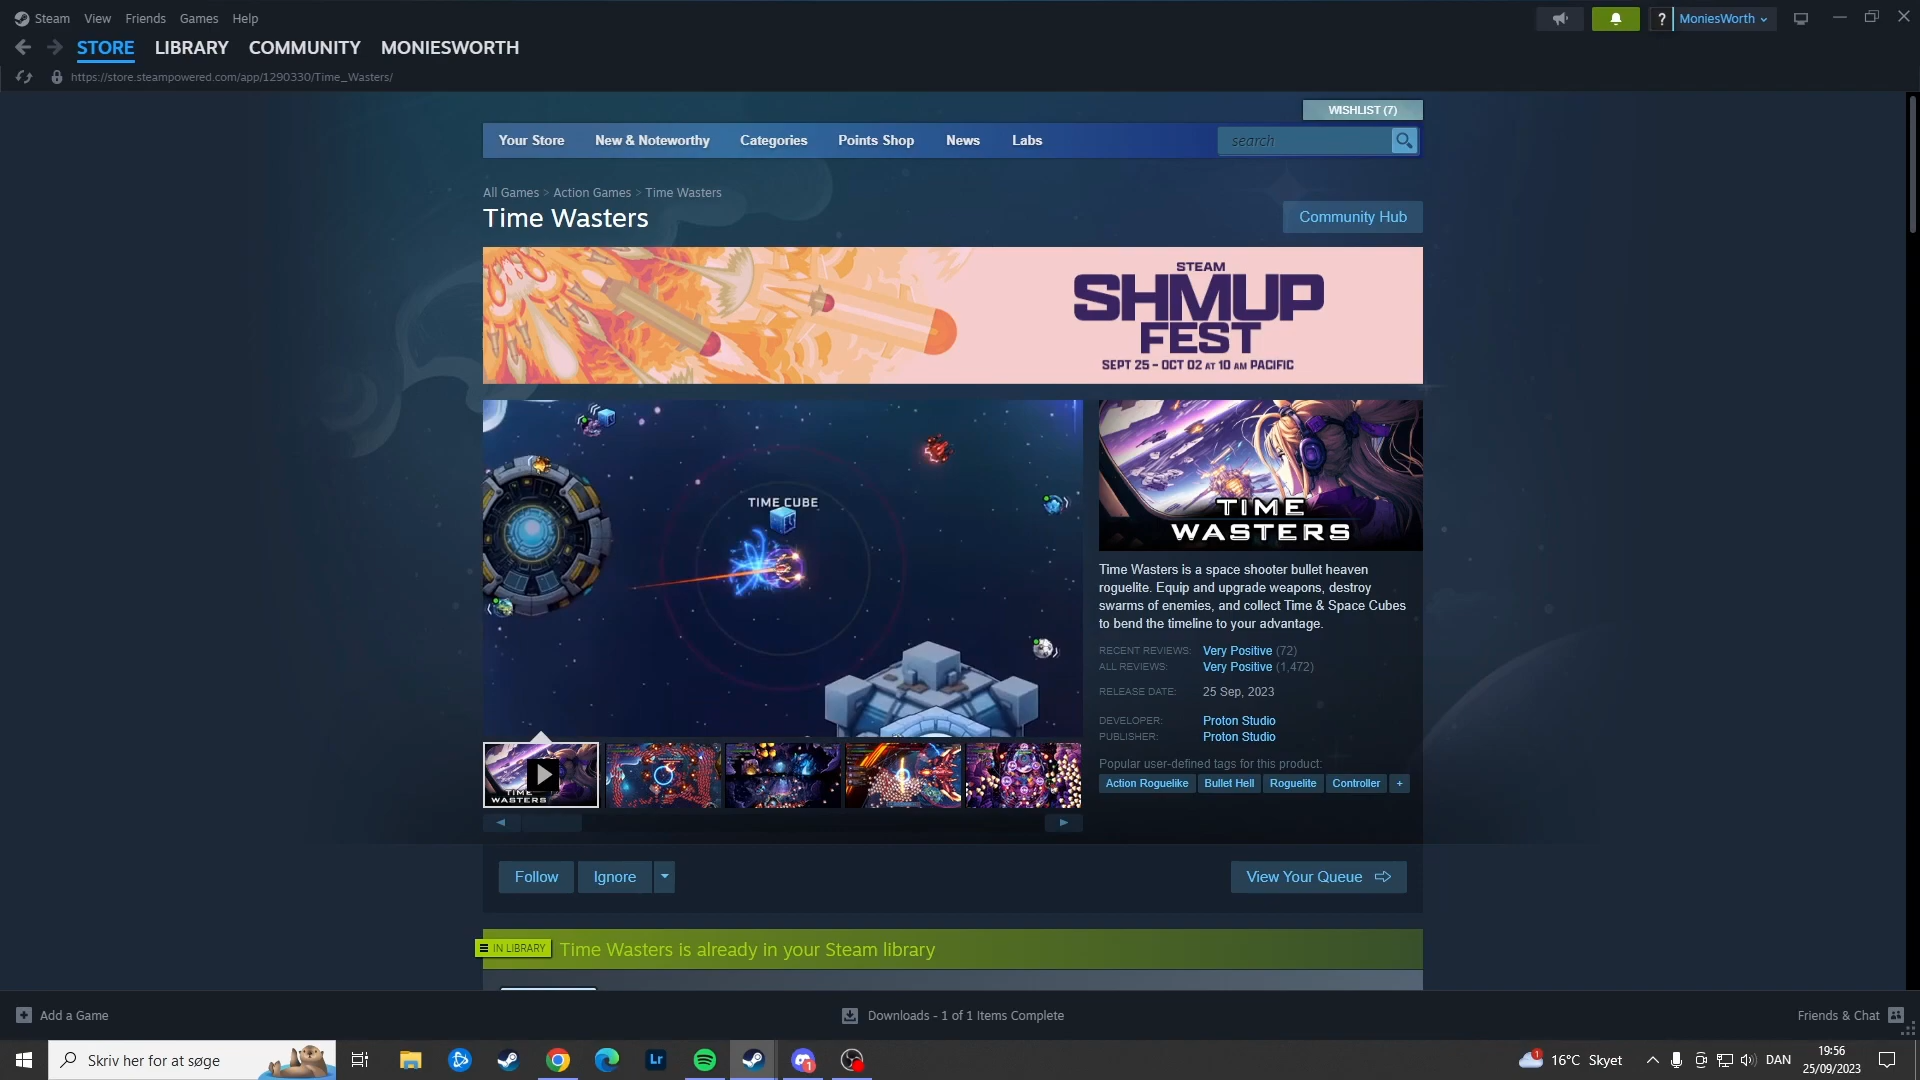 Steam View Friends Games Help
? MoniesWorth
STORE LIBRARY COMMUNITY MONIESWORTH
https://store.steampowered.com/app/1290330/Time_Wasters/
WISHLIST (7)
Your Store New & Noteworthy Categories Points Shop News Labs
search
All Games > Action Games > Time Wasters
Time Wasters
Community Hub
STEAM
SHMUP
FEST
SEPT 25 - OCT 02 AT 10 AM PACIFIC
TIME CUBE
TIME
WASTERS
Time Wasters is a space shooter bullet heaven
roguelite. Equip and upgrade weapons, destroy
swarms of enemies, and collect Time & Space Cubes
to bend the timeline to your advantage.
RECENT REVIEWS: Very Positive (72)
ALL REVIEWS: Very Positive (1,472)
RELEASE DATE: 25 Sep, 2023
DEVELOPER: Proton Studio
PUBLISHER: Proton Studio
Popular user-defined tags for this product:
Action Roguelike Bullet Hell Roguelite Controller +
TIME
WASTERS
Follow Ignore
View Your Queue
IN LIBRARY Time Wasters is already in your Steam library
Add a Game
Downloads - 1 of 1 Items Complete
Friends & Chat
Skriv her for at søge
Lr
1
1
16°C Skyet
DAN
19:56
25/09/2023